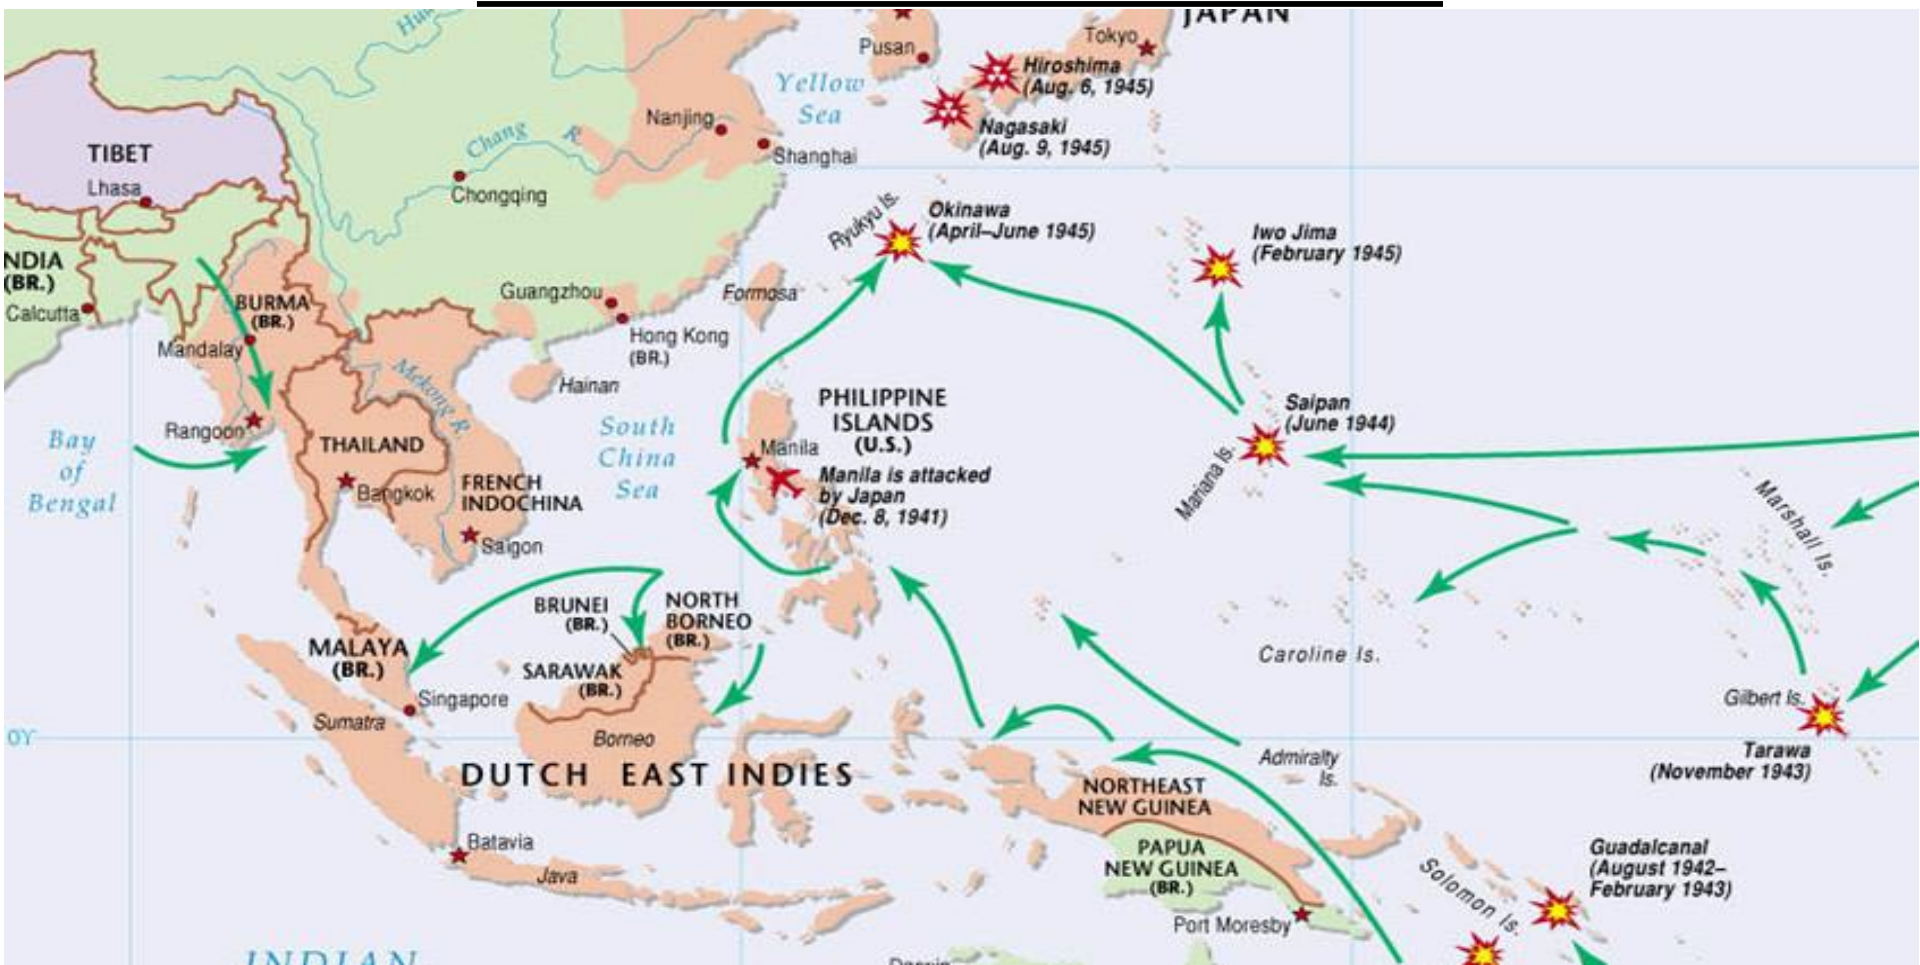 JAPAN
Tokyo
Pusan
Hiroshima
(Aug. 6, 1945)
Nagasaki
(Aug. 9, 1945)
Yellow
Sea
Nanjing
Shanghai
Chang R.
Chongqing
TIBET
Lhasa
NDIA
(BR.)
Calcutta
BURMA
(BR.)
Mandalay
Rangoon
Bay
of
Bengal
Guangzhou
Hong Kong
(BR.)
Hainan
Formosa
Ryukyu Is.
Okinawa
(April–June 1945)
Iwo Jima
(February 1945)
Mekong R.
THAILAND
Bangkok
FRENCH
INDOCHINA
Saigon
South
China
Sea
PHILIPPINE
ISLANDS
(U.S.)
Manila
Manila is attacked
by Japan
(Dec. 8, 1941)
Saipan
(June 1944)
Mariana Is.
Marshall Is.
BRUNEI
(BR.)
NORTH
BORNEO
(BR.)
MALAYA
(BR.)
SARAWAK
(BR.)
Singapore
Sumatra
Borneo
Caroline Is.
Gilbert Is.
Tarawa
(November 1943)
0Y
DUTCH EAST INDIES
Admiralty
Is.
NORTHEAST
NEW GUINEA
PAPUA
NEW GUINEA
(BR.)
Port Moresby
Batavia
Java
Solomon Is.
Guadalcanal
(August 1942–
February 1943)
INDIAN